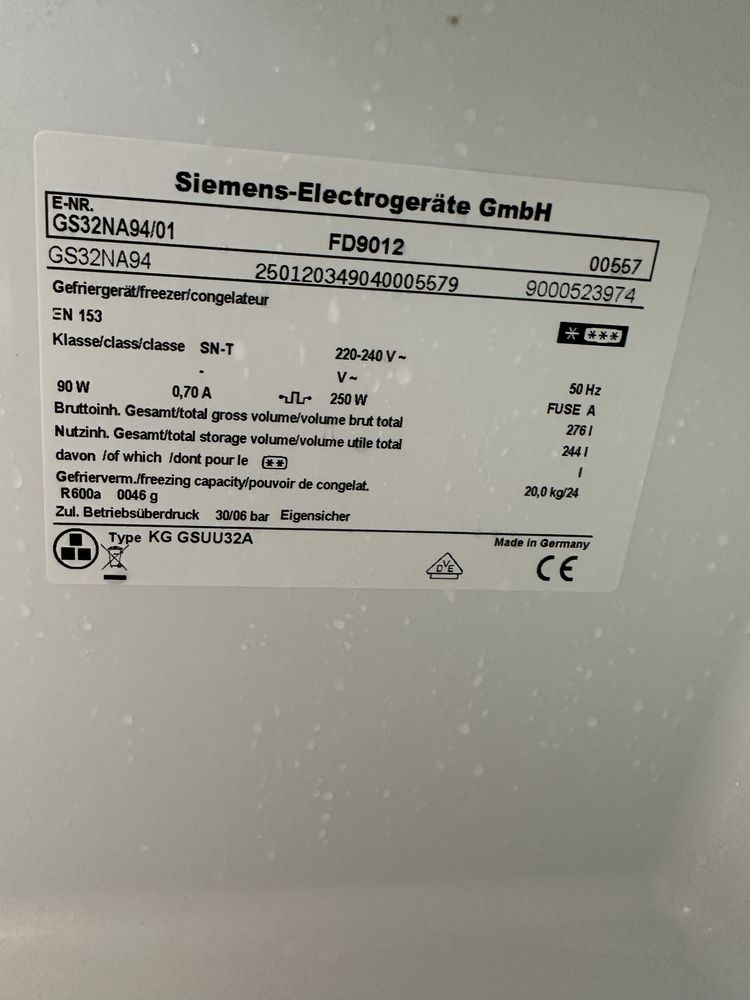 Siemens-Electrogeräte GmbH
E-NR.
GS32NA94/01 FD9012 00557
GS32NA94 250120349040005579 9000523974
Gefriergerät/freezer/congelateur
EN 153 * ***
Klasse/class/classe SN-T 220-240 V ~
- V ~ 50 Hz
90 W 0,70 A 250 W FUSE A
Bruttoinh. Gesamt/total gross volume/volume brut total 276 l
Nutzinh. Gesamt/total storage volume/volume utile total 244 l
davon /of which /dont pour le ** l
Gefrierverm./freezing capacity/pouvoir de congelat. 20,0 kg/24
R600a 0046 g
Zul. Betriebsüberdruck 30/06 bar Eigensicher
Type KG GSUU32A Made in Germany
DVE CE